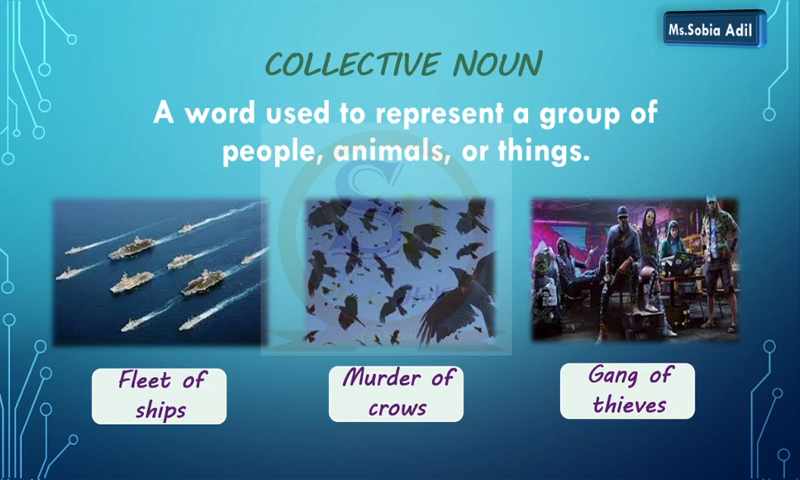 Ms.Sobia Adil
COLLECTIVE NOUN
A word used to represent a group of
people, animals, or things.
Fleet of
ships
Murder of
crows
Gang of
thieves